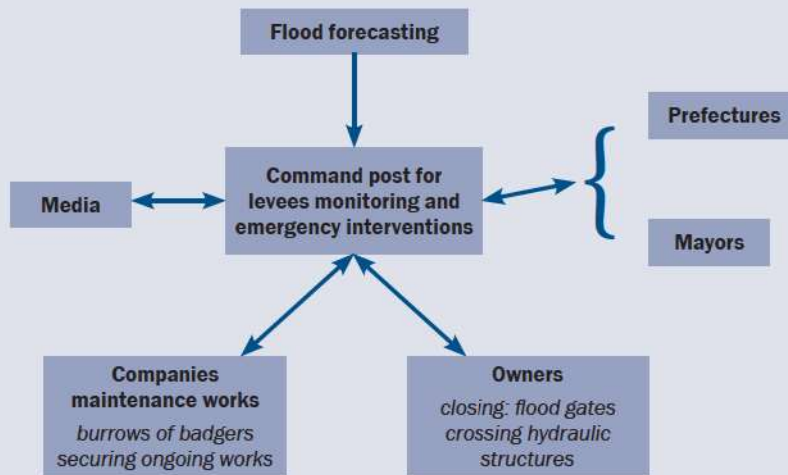 Flood forecasting
Prefectures
Command post for
levees monitoring and
emergency interventions
Media
Mayors
Companies
maintenance works
burrows of badgers
securing ongoing works
Owners
closing: flood gates
crossing hydraulic
structures